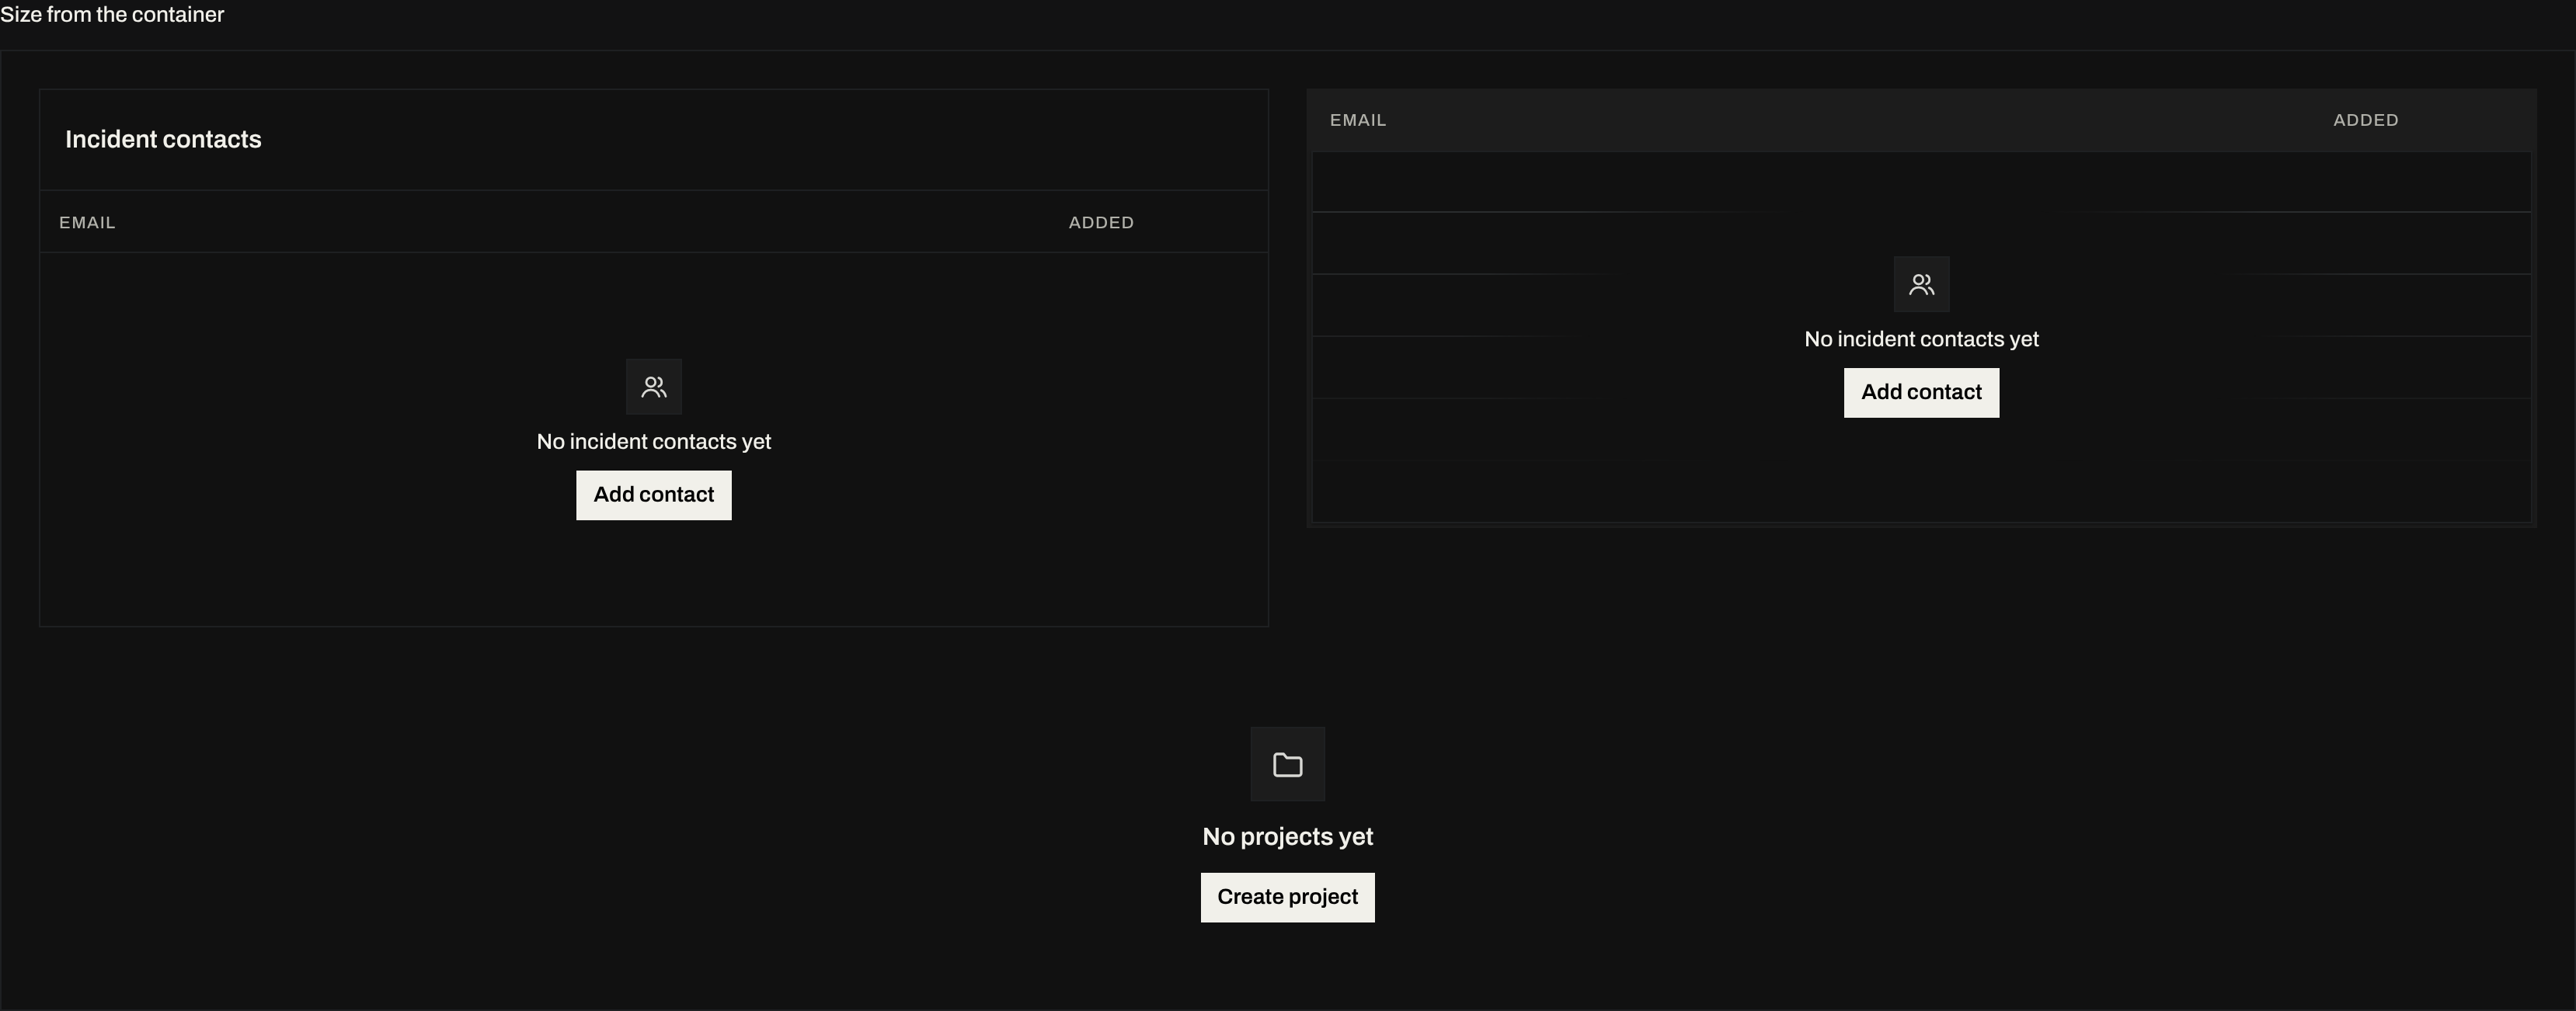 Size from the container
Incident contacts
EMAIL ADDED
No incident contacts yet
Add contact
EMAIL ADDED
No incident contacts yet
Add contact
No projects yet
Create project